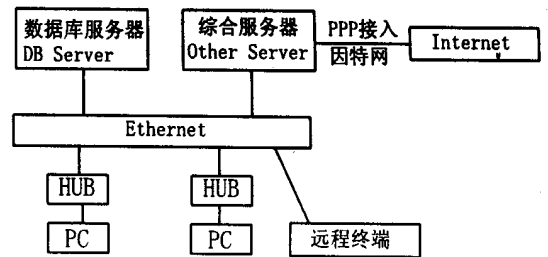 数据库服务器
DB Server
综合服务器
Other Server
PPP接入
因特网
Internet
Ethernet
HUB
HUB
PC
PC
远程终端